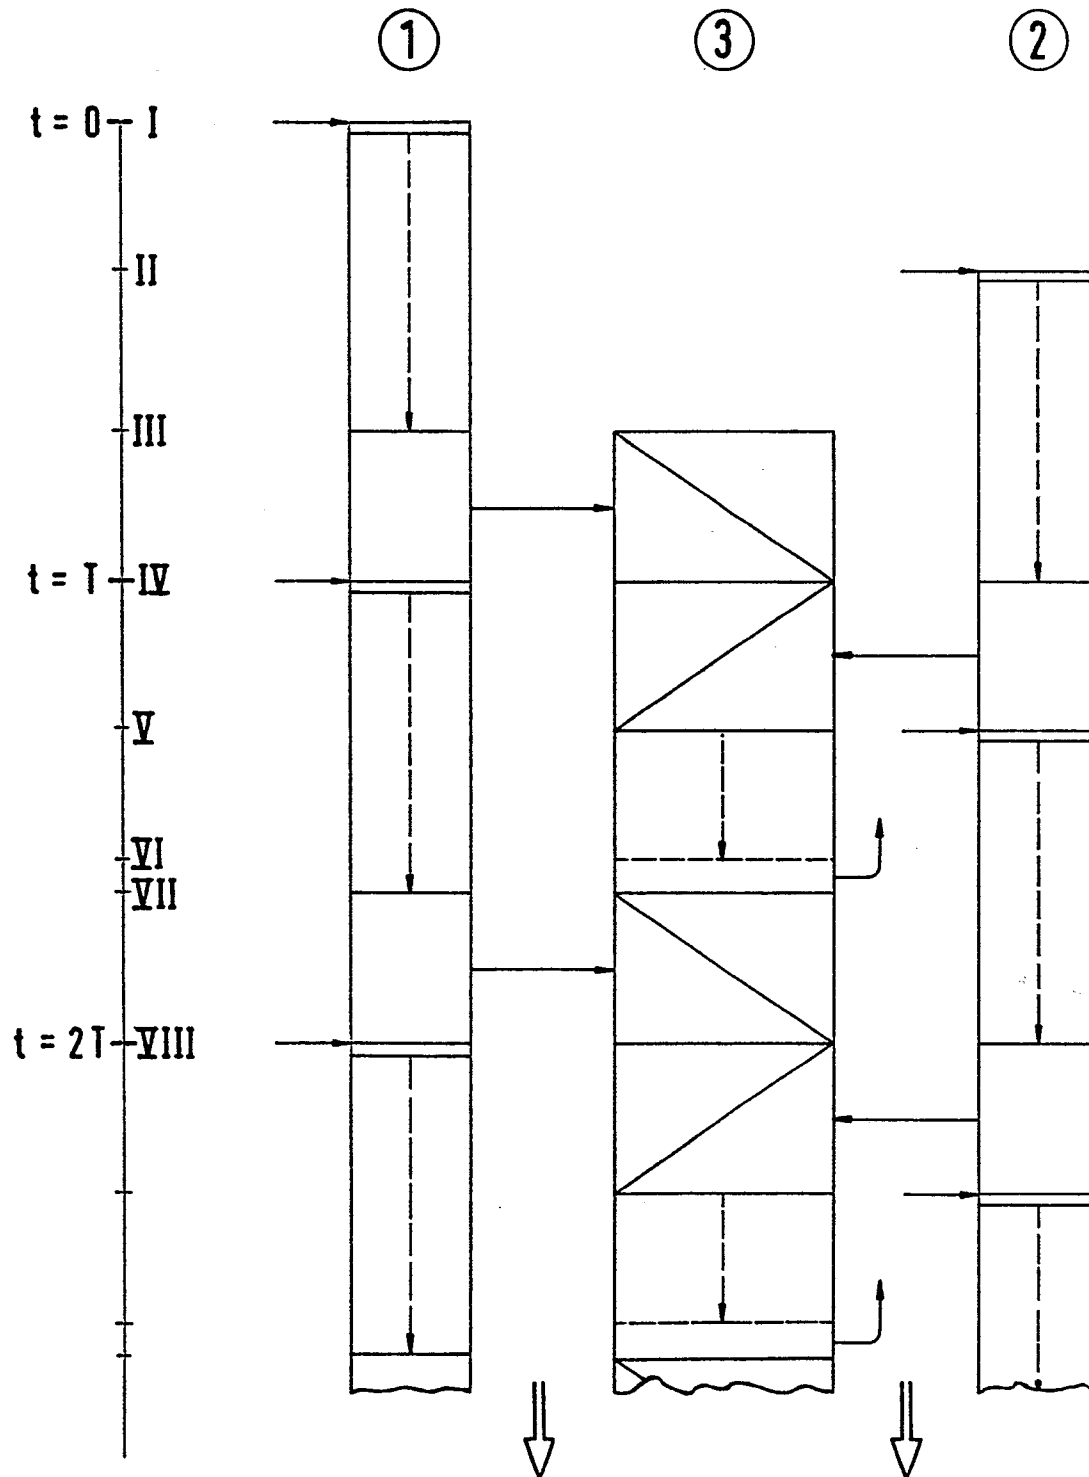 1 3 2
t = 0 I
II
III
t = T IV
V
VI
VII
t = 2T VIII